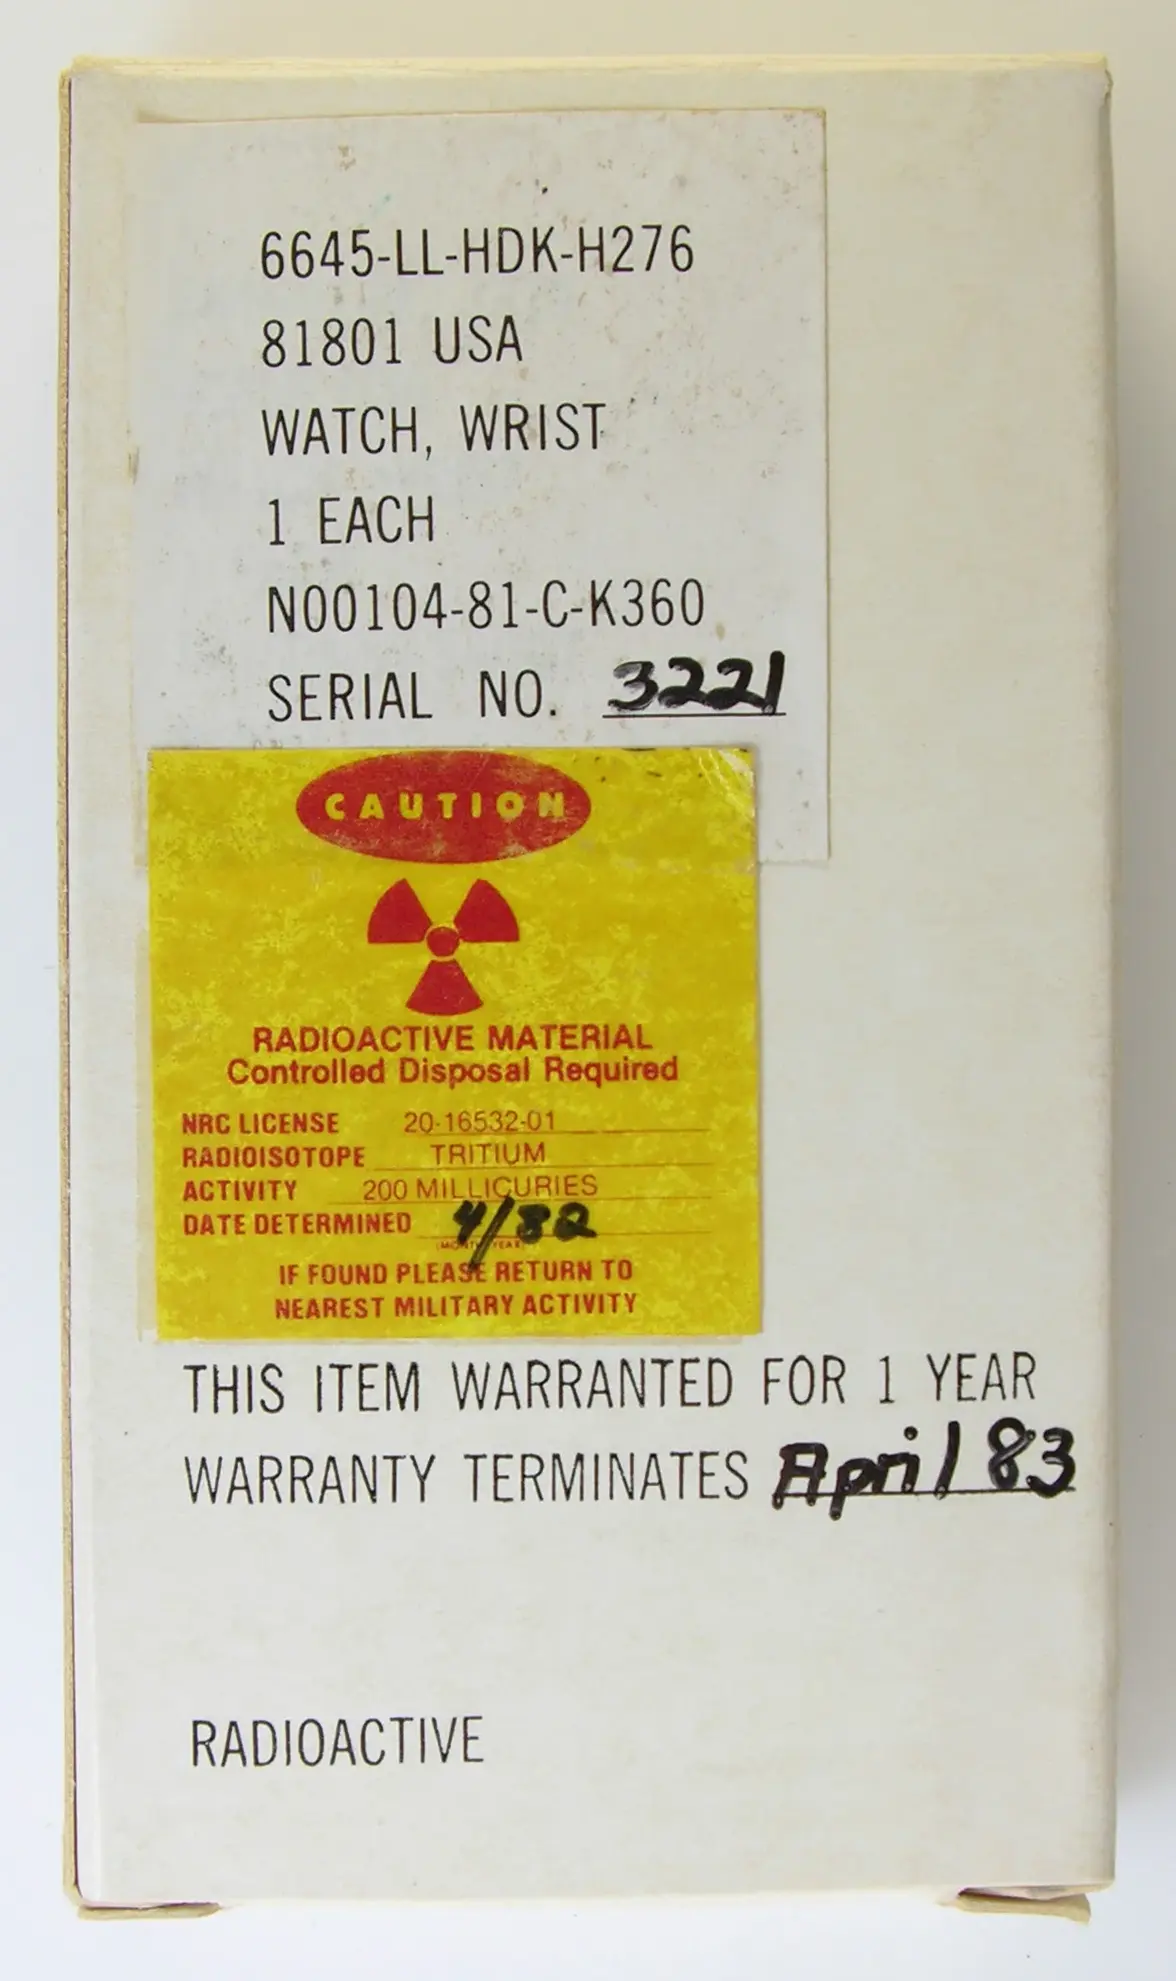 6645-LL-HDK-H276
81801 USA
WATCH, WRIST
1 EACH
N00104-81-C-K360
SERIAL NO. 3221
CAUTION
RADIOACTIVE MATERIAL
Controlled Disposal Required
NRC LICENSE 20-16532-01
RADIOISOTOPE TRITIUM
ACTIVITY 200 MILLICURIES
DATE DETERMINED 4/82
(MONTH YEAR)
IF FOUND PLEASE RETURN TO
NEAREST MILITARY ACTIVITY
THIS ITEM WARRANTED FOR 1 YEAR
WARRANTY TERMINATES April 83
RADIOACTIVE